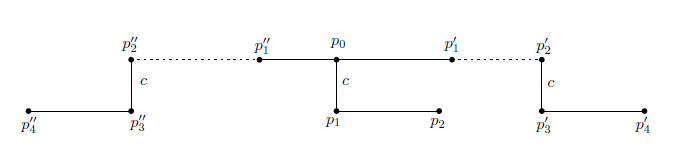 p₂″ p₁″ p₀ p₁′ p₂′
c c c
p₄″ p₃″ p₁ p₂ p₃′ p₄′